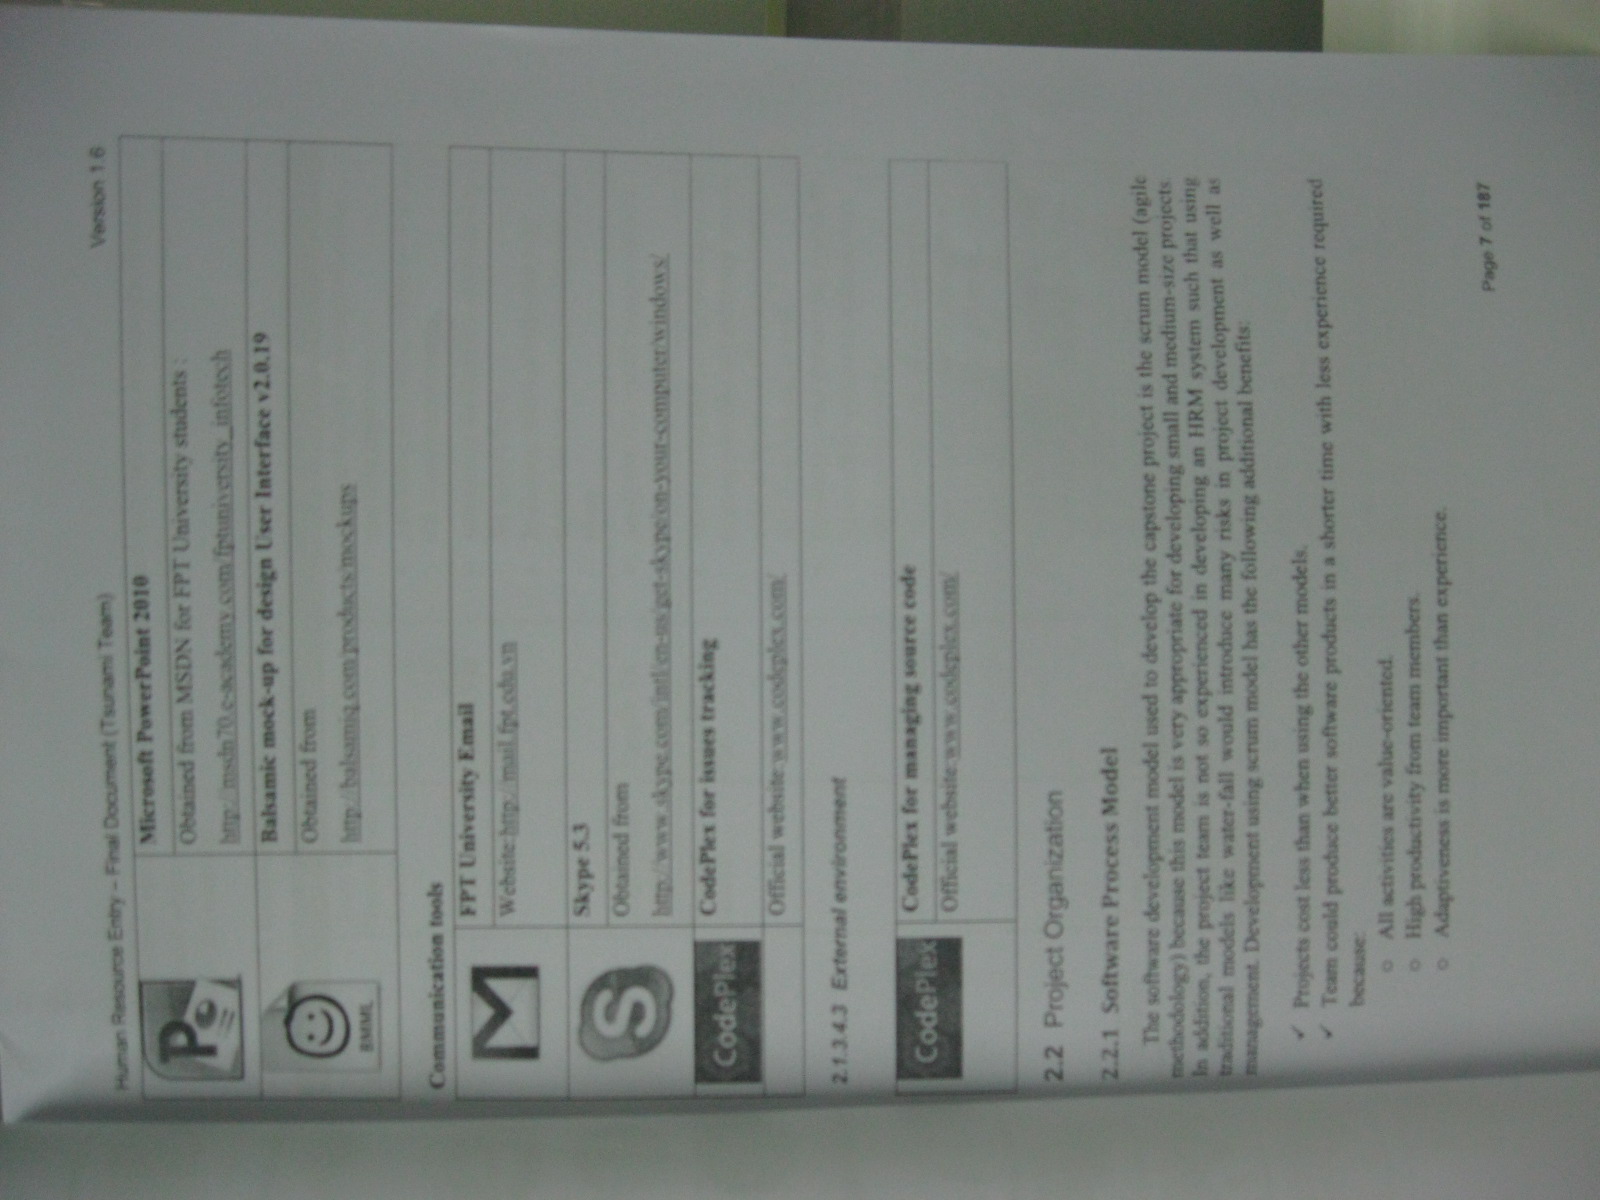 Human Resource Entry – Final Document (Tsunami Team)
Version 1.6
Microsoft PowerPoint 2010
Obtained from MSDN for FPT University students :
http://msdn70.e-academy.com/fptuniversity_infotech
Balsamic mock-up for design User Interface v2.0.19
Obtained from
http://balsamiq.com/products/mockups
BMML
Communication tools
FPT University Email
Website:http://mail.fpt.edu.vn
Skype 5.3
Obtained from
http://www.skype.com/intl/en-us/get-skype/on-your-computer/windows/
CodePlex
CodePlex for issues tracking
Official website:www.codeplex.com/
2.1.3.4.3 External environment
CodePlex
CodePlex for managing source code
Official website:www.codeplex.com/
2.2 Project Organization
2.2.1 Software Process Model
The software development model used to develop the capstone project is the scrum model (agile
methodology) because this model is very appropriate for developing small and medium-size projects.
In addition, the project team is not so experienced in developing an HRM system such that using
traditional models like water-fall would introduce many risks in project development as well as
management. Development using scrum model has the following additional benefits:
✓ Projects cost less than when using the other models.
✓ Team could produce better software products in a shorter time with less experience required
because:
o All activities are value-oriented.
o High productivity from team members.
o Adaptiveness is more important than experience.
Page 7 of 187